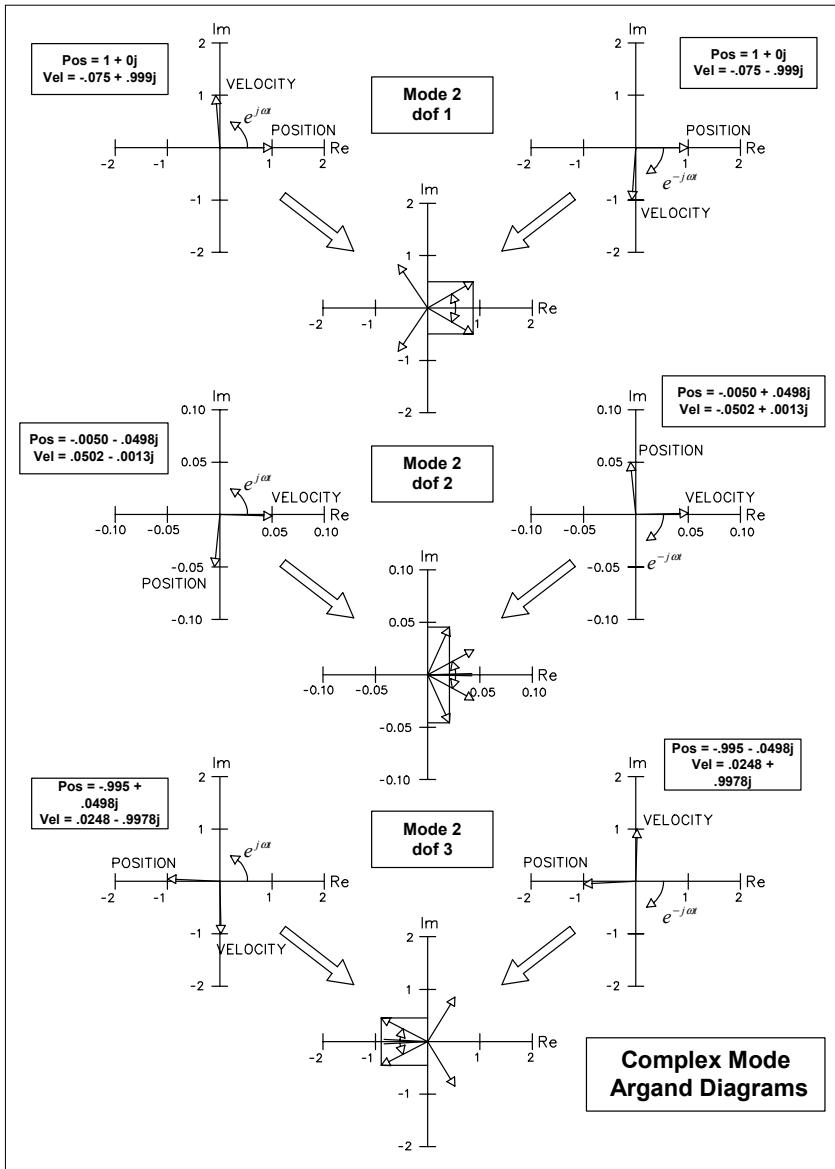 Im
Im
2
2
Pos = 1 + 0j
Vel = -.075 + .999j
Pos = 1 + 0j
Vel = -.075 - .999j
VELOCITY
1
1
Mode 2
dof 1
e^{jωt}
POSITION
POSITION
-2 -1 1 2 Re
-2 -1 1 2 Re
e^{-jωt}
-1
-1
VELOCITY
-2
-2
Im
2
1
-2 -1 1 2 Re
-1
-2
Im
Im
0.10
0.10
Pos = -.0050 - .0498j
Vel = .0502 - .0013j
Pos = -.0050 + .0498j
Vel = -.0502 + .0013j
0.05
0.05
POSITION
Mode 2
dof 2
e^{jωt}
VELOCITY
VELOCITY
-0.10 -0.05 0.05 0.10 Re
-0.10 -0.05 0.05 0.10 Re
e^{-jωt}
-0.05
-0.05
POSITION
-0.10
-0.10
Im
0.10
0.05
-0.10 -0.05 0.05 0.10 Re
-0.05
-0.10
Im
Im
2
2
Pos = -.995 +
.0498j
Vel = .0248 - .9978j
Pos = -.995 - .0498j
Vel = .0248 +
.9978j
1
1
VELOCITY
Mode 2
dof 3
e^{jωt}
POSITION
POSITION
-2 -1 1 2 Re
-2 -1 1 2 Re
e^{-jωt}
-1
-1
VELOCITY
-2
-2
Im
2
1
-2 -1 1 2 Re
-1
-2
Complex Mode
Argand Diagrams